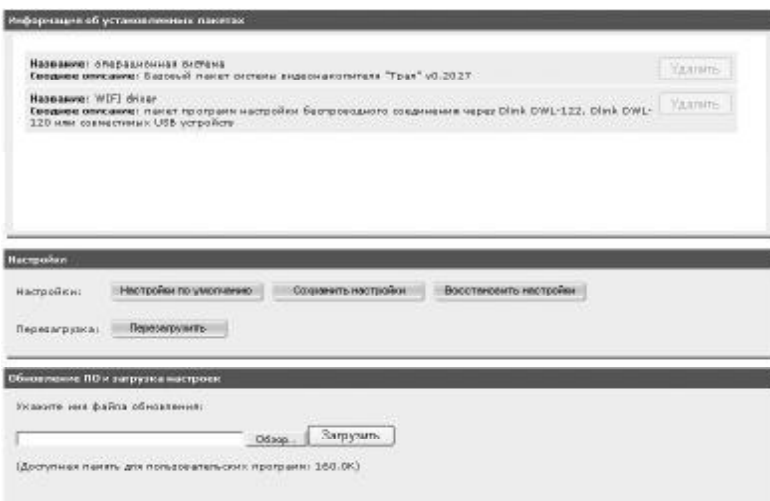 Информация об установленных пакетах
Название: операционная система
Удалить
Сводное описание: Базовый пакет системы видеонакопителя "Трал" v0.2027
Название: WIFI driver
Удалить
Сводное описание: пакет программ настройки беспроводного соединения через Dlink DWL-122, Dlink DWL-
120 или совместимых USB устройств
Настройки
Настройки: Настройки по умолчанию Сохранить настройки Восстановить настройки
Перезагрузка: Перезагрузить
Обновление ПО и загрузка настроек
Укажите имя файла обновления:
Обзор... Загрузить
(Доступная память для пользовательских программ: 160.0K)